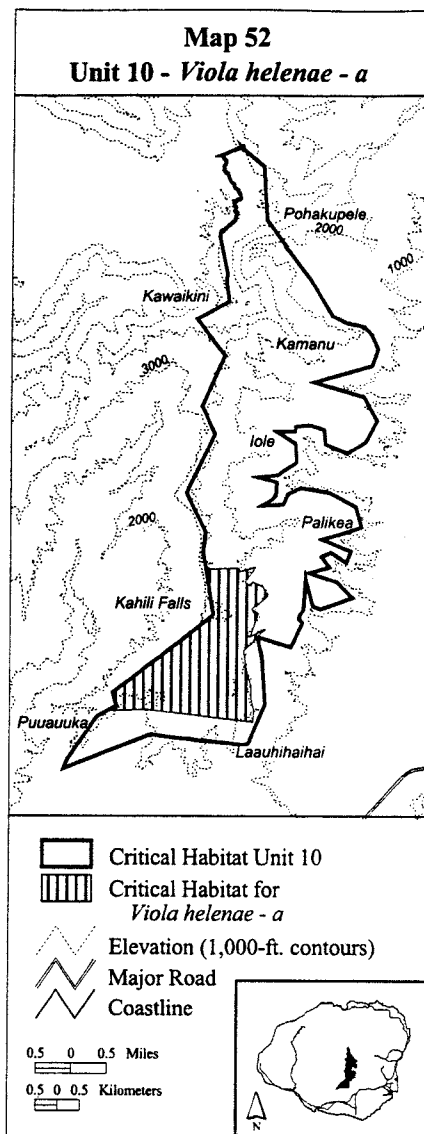 Map 52
Unit 10 - Viola helenae - a
Pohakupele
2000
1000
Kawaikini
Kamanu
3000
Iole
2000
Palikea
Kahili Falls
Puuauuka
Laauhihaihai
Critical Habitat Unit 10
Critical Habitat for
Viola helenae - a
Elevation (1,000-ft. contours)
Major Road
Coastline
0.5 0 0.5 Miles
0.5 0 0.5 Kilometers
N